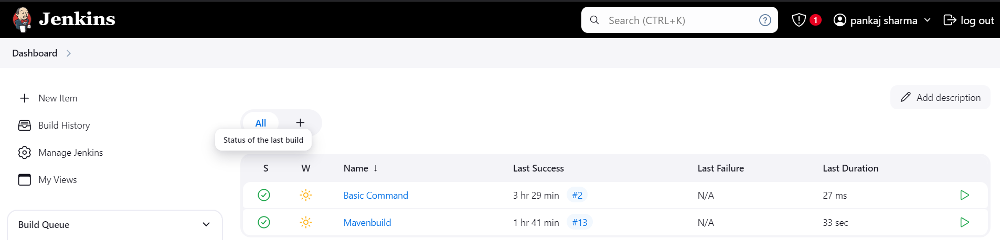 Jenkins
Search (CTRL+K)
?
1
pankaj sharma
log out
Dashboard
New Item
Build History
Manage Jenkins
My Views
Build Queue
Add description
All
Status of the last build
S W Name ↓ Last Success Last Failure Last Duration
Basic Command 3 hr 29 min #2 N/A 27 ms
Mavenbuild 1 hr 41 min #13 N/A 33 sec